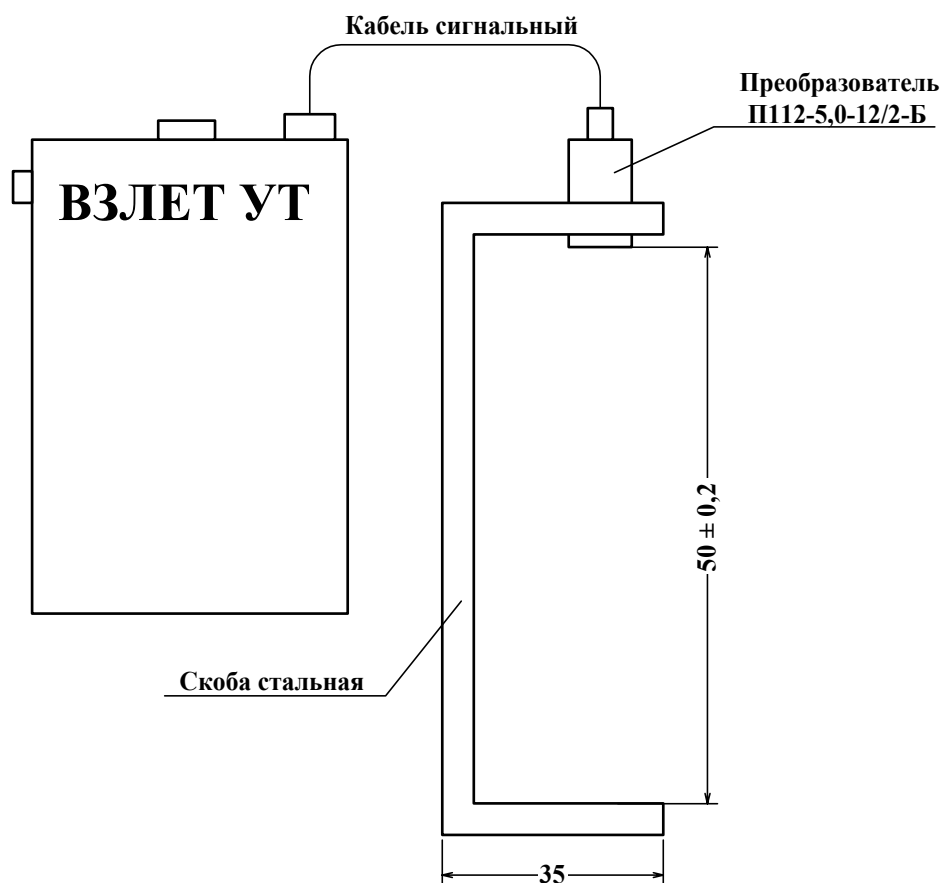 Кабель сигнальный
Преобразователь
П112-5,0-12/2-Б
ВЗЛЕТ УТ
50 ± 0,2
Скоба стальная
35